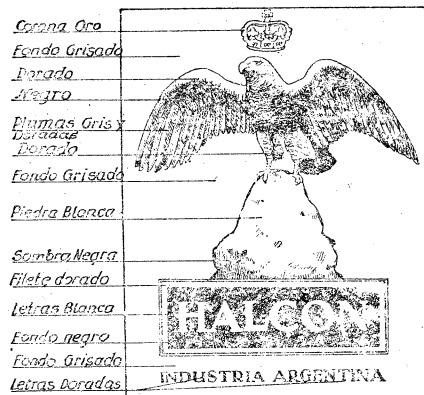 Corona Oro
Fondo Grisado
Dorado
Negro
Plumas Gris y
Doradas
Dorado
Fondo Grisado
Piedra Blanca
Sombra Negra
Filete dorado
Letras Blanca
HALCON
Fondo negro
Fondo Grisado
Letras Doradas
INDUSTRIA ARGENTINA